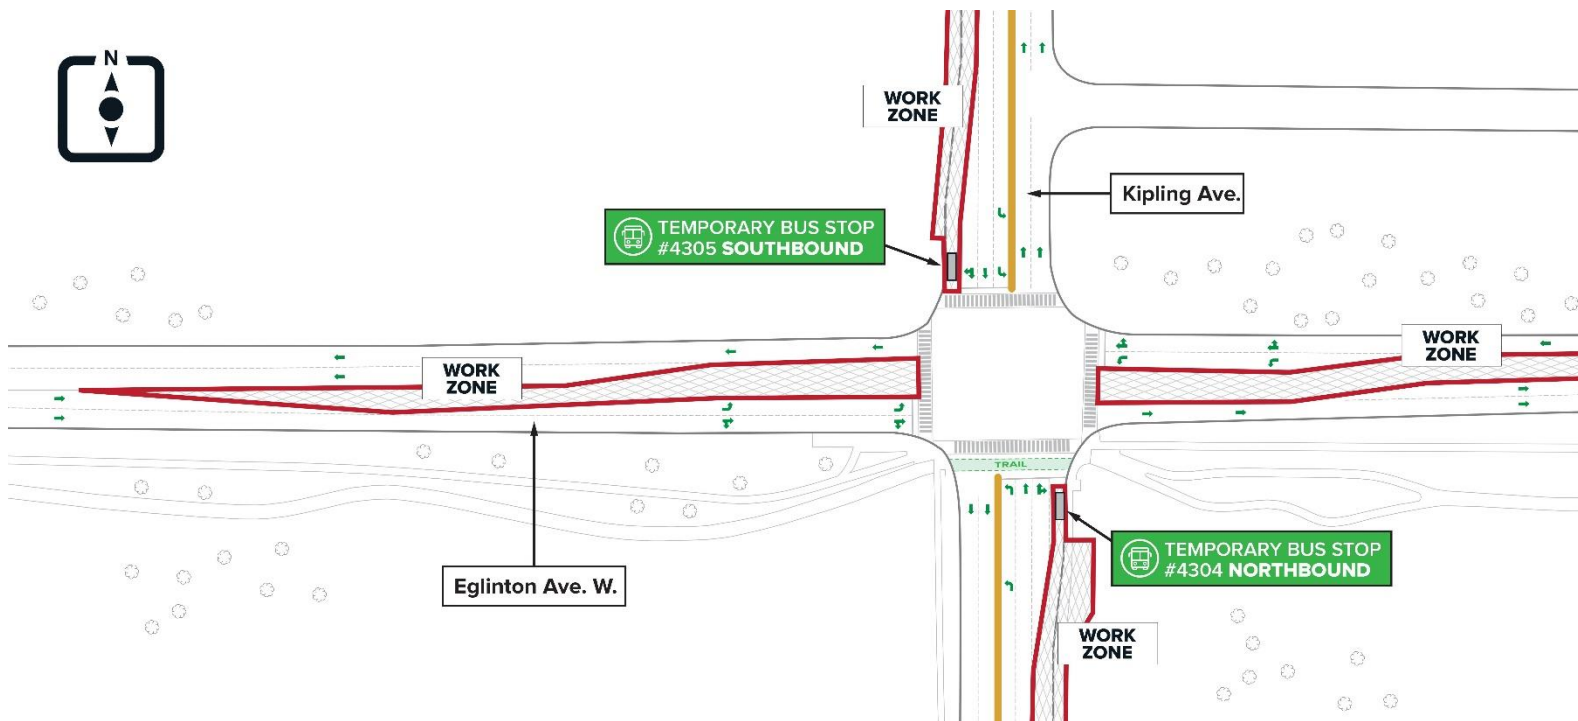 N
WORK
ZONE
Kipling Ave.
TEMPORARY BUS STOP
#4305 SOUTHBOUND
WORK
ZONE
WORK
ZONE
TRAIL
TEMPORARY BUS STOP
#4304 NORTHBOUND
Eglinton Ave. W.
WORK
ZONE